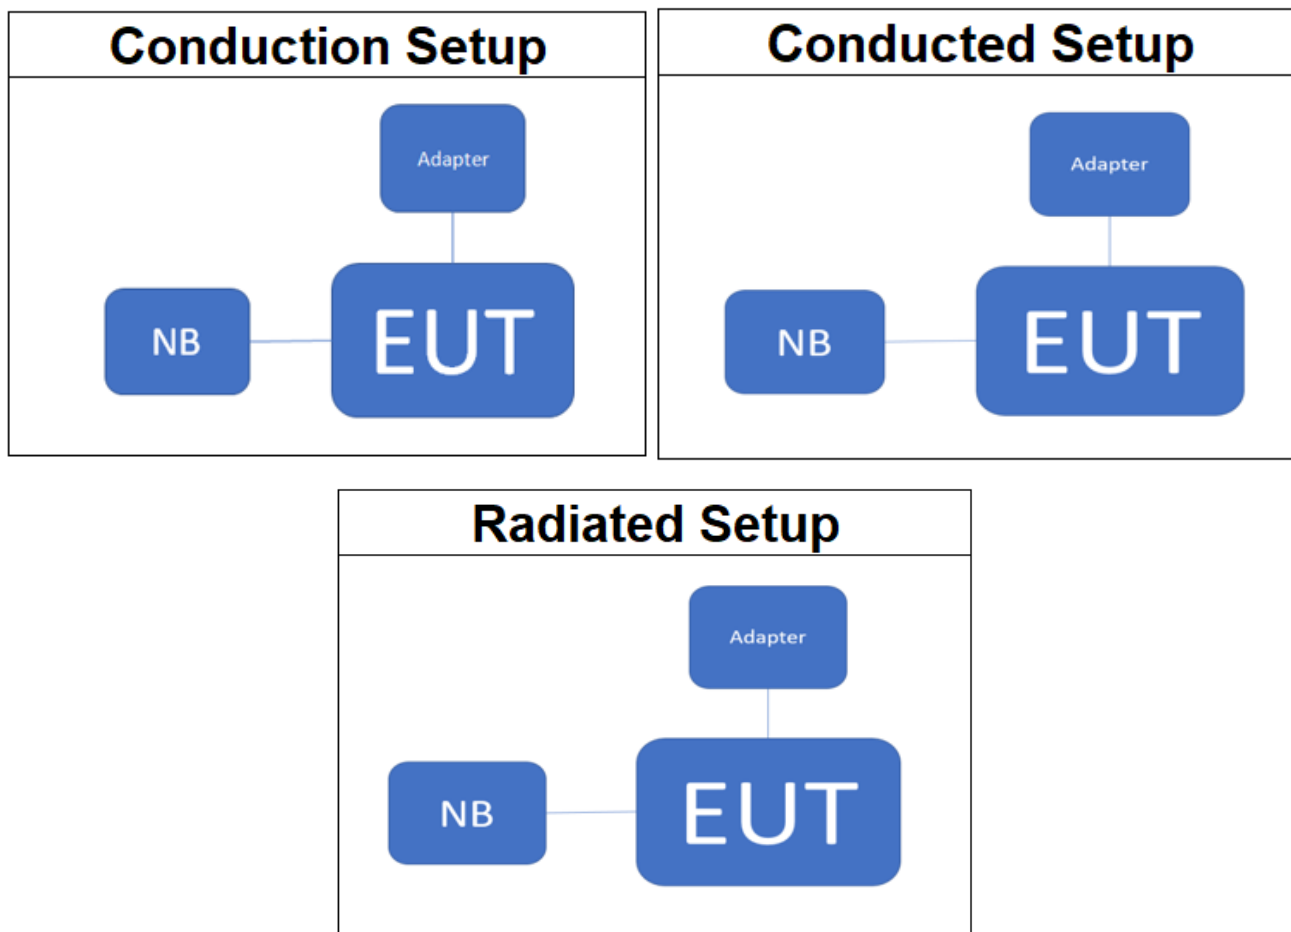 Conduction Setup
Adapter
NB
EUT
Conducted Setup
Adapter
NB
EUT
Radiated Setup
Adapter
NB
EUT